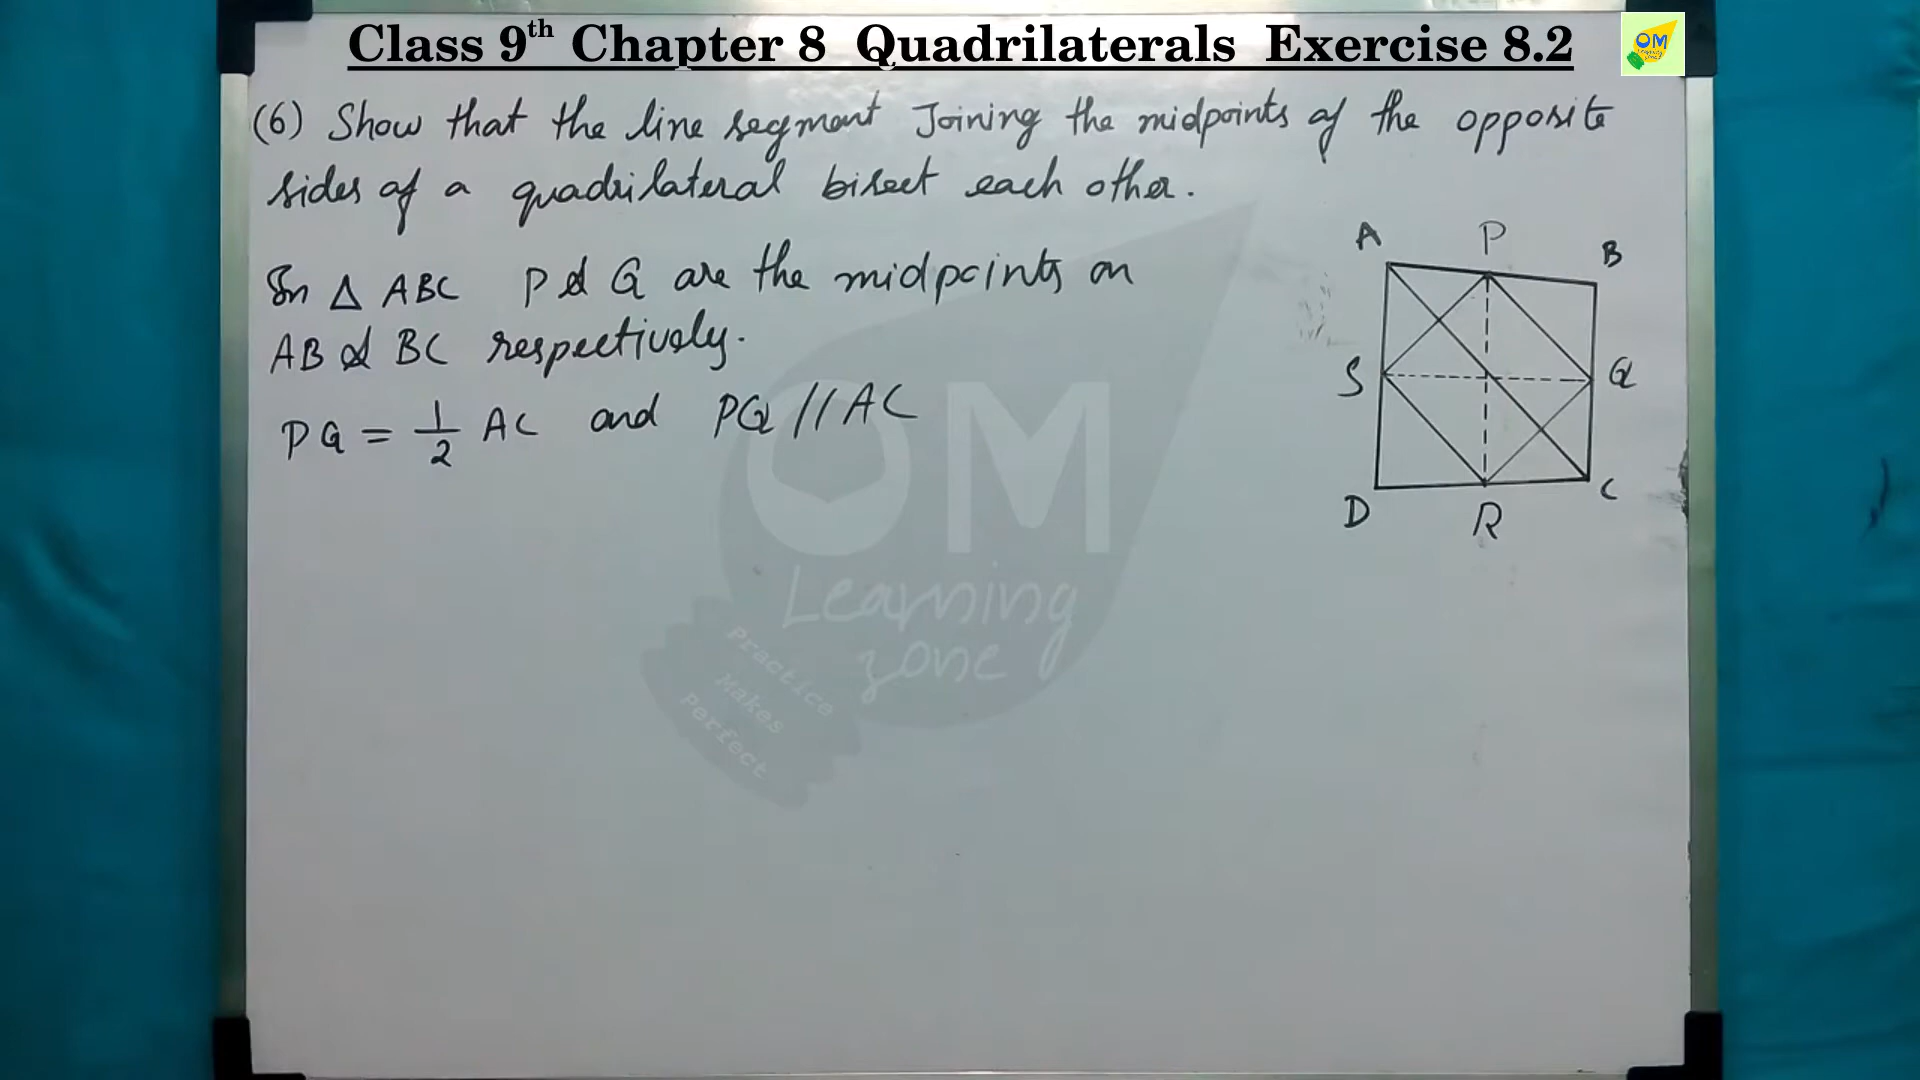 Class 9th Chapter 8 Quadrilaterals Exercise 8.2
OM
(6) Show that the line segment Joining the midpoints of the opposite
sides of a quadrilateral bisect each other.
In △ ABC P & Q are the midpoints on
AB & BC respectively.
PQ = 1/2 AC and PQ // AC
A P B
S Q
D R C
OM
Learning
zone
Practice
Makes
Perfect